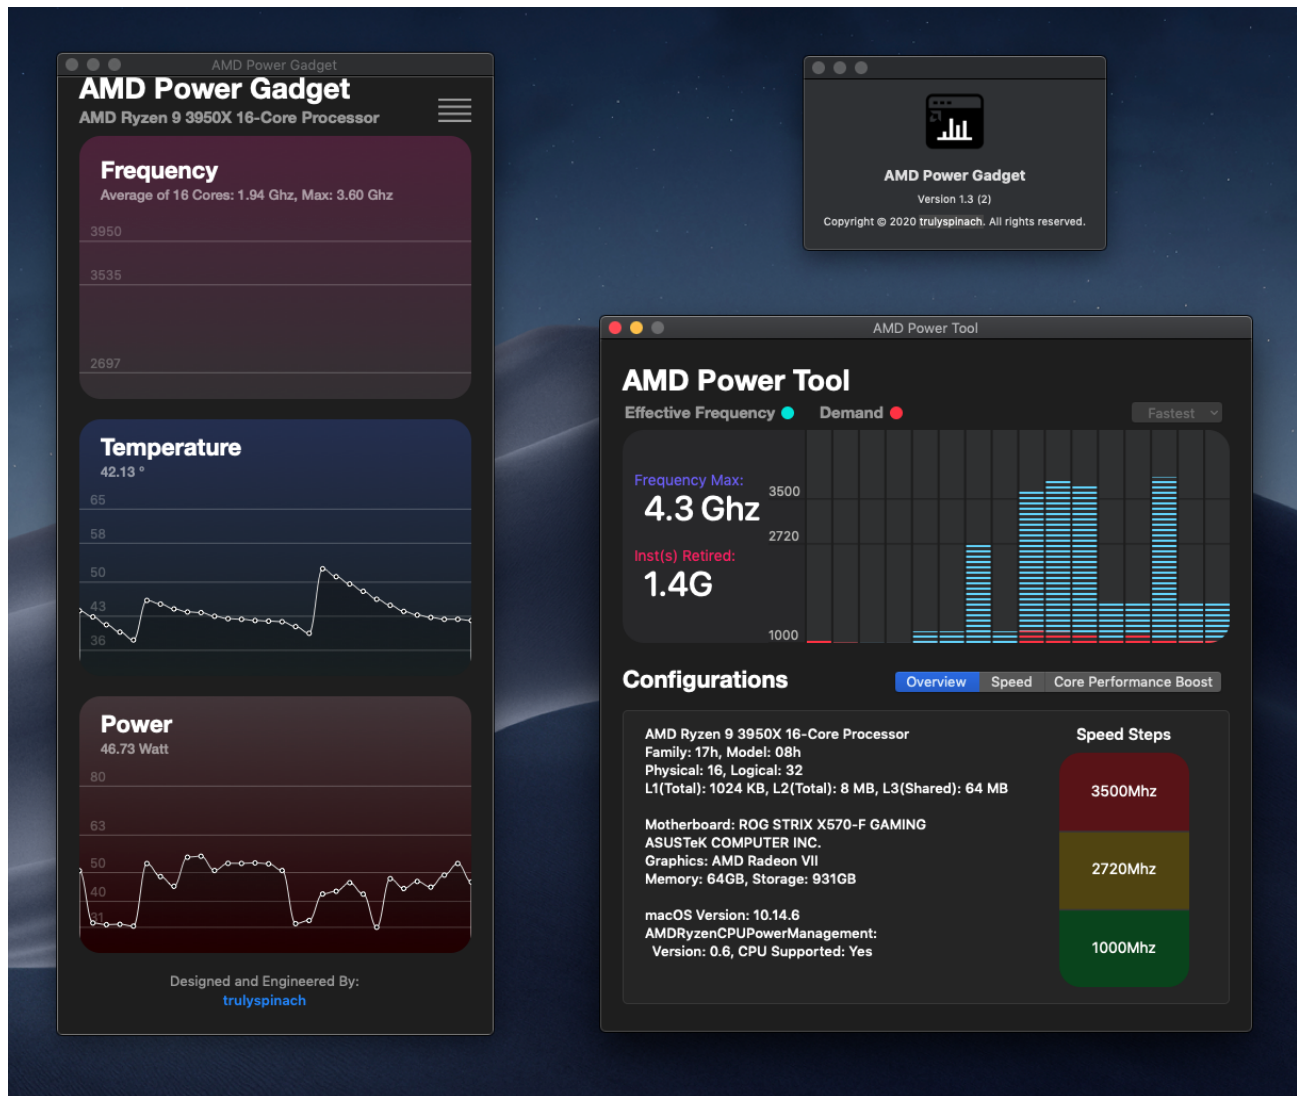 AMD Power Gadget
AMD Power Gadget
AMD Ryzen 9 3950X 16-Core Processor
Frequency
Average of 16 Cores: 1.94 Ghz, Max: 3.60 Ghz
3950
3535
2697
Temperature
42.13 º
65
58
50
43
36
Power
46.73 Watt
80
63
50
40
31
Designed and Engineered By:
trulyspinach
AMD Power Gadget
Version 1.3 (2)
Copyright © 2020 trulyspinach. All rights reserved.
AMD Power Tool
AMD Power Tool
Effective Frequency Demand
Fastest
Frequency Max:
4.3 Ghz
Inst(s) Retired:
1.4G
3500
2720
1000
Configurations
Overview Speed Core Performance Boost
AMD Ryzen 9 3950X 16-Core Processor
Family: 17h, Model: 08h
Physical: 16, Logical: 32
L1(Total): 1024 KB, L2(Total): 8 MB, L3(Shared): 64 MB
Motherboard: ROG STRIX X570-F GAMING
ASUSTeK COMPUTER INC.
Graphics: AMD Radeon VII
Memory: 64GB, Storage: 931GB
macOS Version: 10.14.6
AMDRyzenCPUPowerManagement:
Version: 0.6, CPU Supported: Yes
Speed Steps
3500Mhz
2720Mhz
1000Mhz